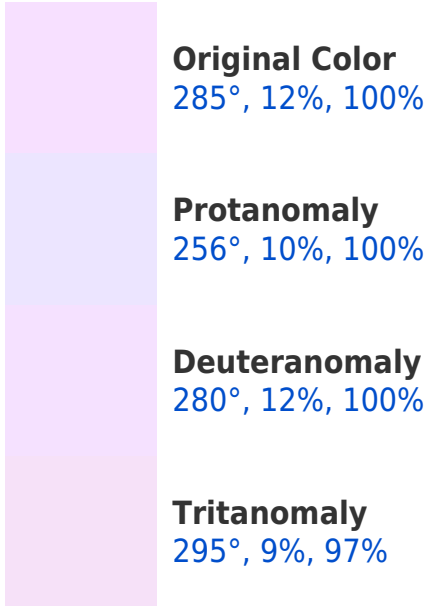 Original Color
285°, 12%, 100%
Protanomaly
256°, 10%, 100%
Deuteranomaly
280°, 12%, 100%
Tritanomaly
295°, 9%, 97%